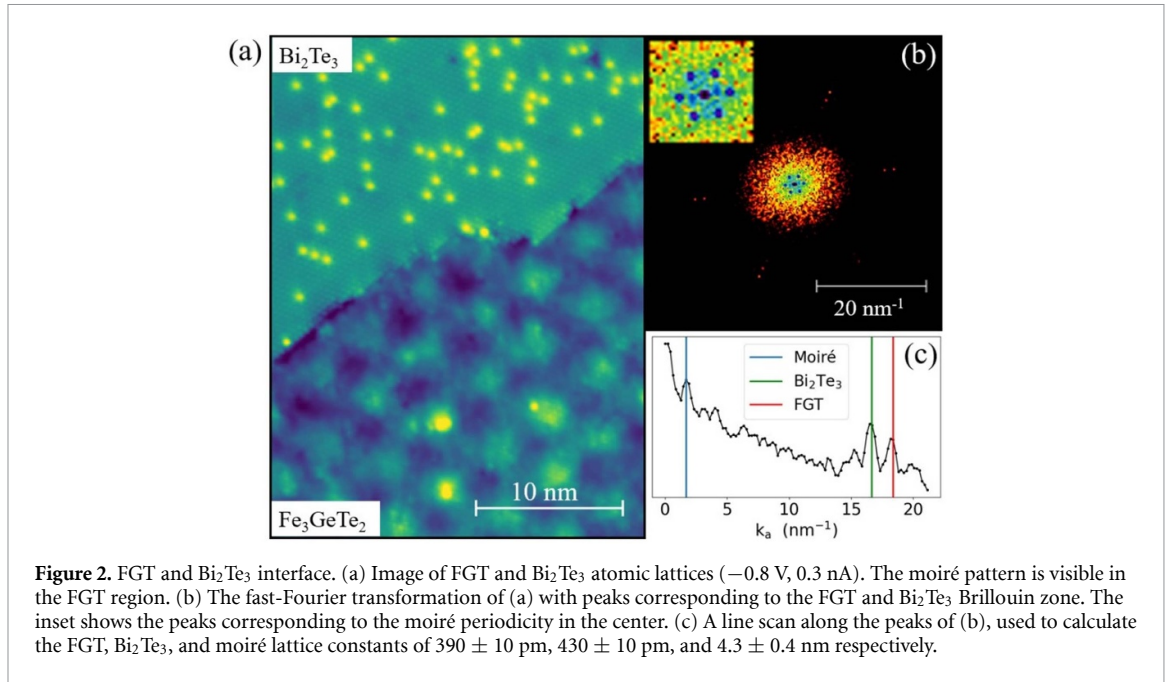 (a)
Bi₂Te₃
Fe₃GeTe₂
10 nm
(b)
20 nm⁻¹
(c)
Moiré
Bi₂Te₃
FGT
0 5 10 15 20
kₐ (nm⁻¹)
Figure 2. FGT and Bi₂Te₃ interface. (a) Image of FGT and Bi₂Te₃ atomic lattices (−0.8 V, 0.3 nA). The moiré pattern is visible in
the FGT region. (b) The fast-Fourier transformation of (a) with peaks corresponding to the FGT and Bi₂Te₃ Brillouin zone. The
inset shows the peaks corresponding to the moiré periodicity in the center. (c) A line scan along the peaks of (b), used to calculate
the FGT, Bi₂Te₃, and moiré lattice constants of 390 ± 10 pm, 430 ± 10 pm, and 4.3 ± 0.4 nm respectively.